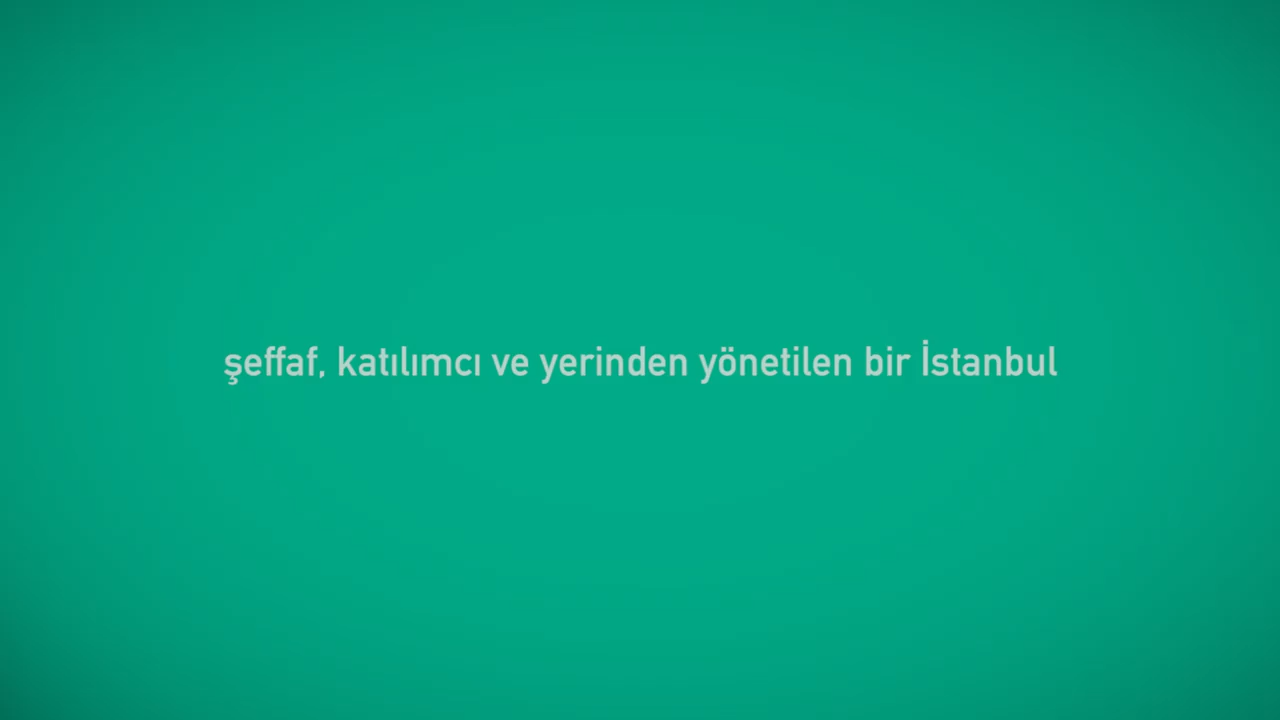 şeffaf, katılımcı ve yerinden yönetilen bir İstanbul